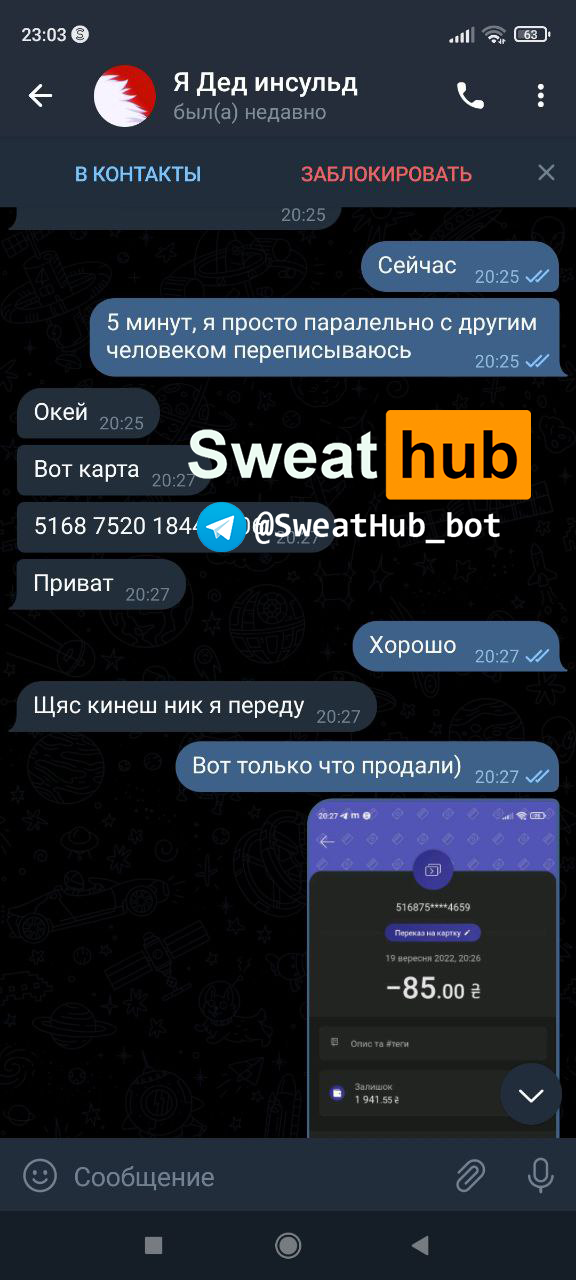 23:03
63
Я Дед инсульд
был(а) недавно
В КОНТАКТЫ
ЗАБЛОКИРОВАТЬ
20:25
Сейчас 20:25
5 минут, я просто паралельно с другим
человеком переписываюсь 20:25
Окей 20:25
Вот карта 20:27
Sweat hub
5168 7520 184
20:27
@SweatHub_bot
Приват 20:27
Хорошо 20:27
Щяс кинеш ник я переду 20:27
Вот только что продали) 20:27
20:27
516875****4659
Переказ на картку
19 вересня 2022, 20:26
−85.00 ₴
Опис та #теги
Залишок
1 941.55 ₴
Сообщение